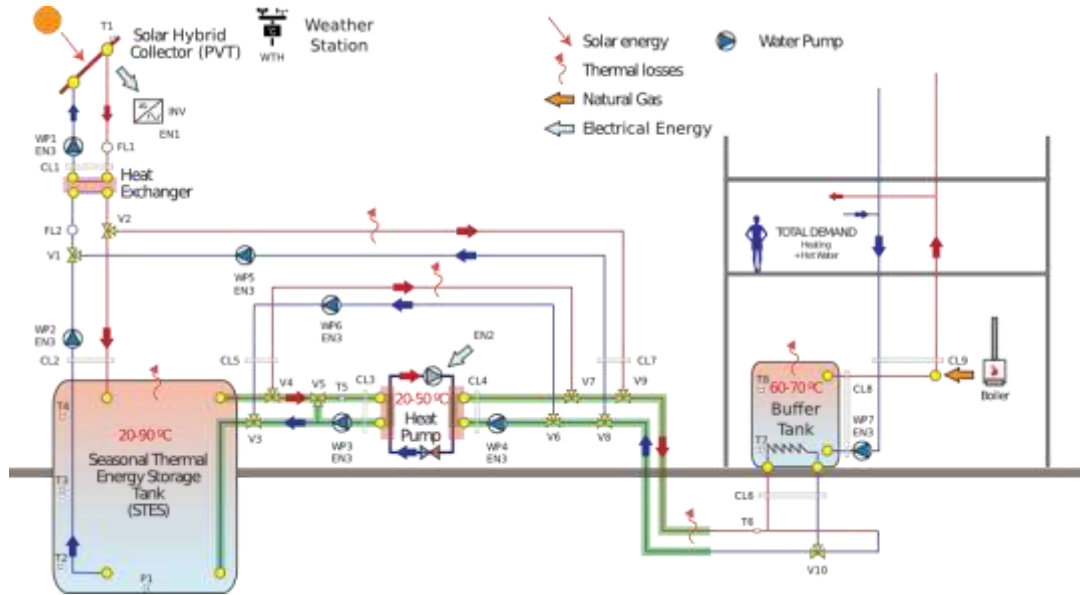 T1
Solar Hybrid
Collector (PVT)
Weather
Station
WTH
Solar energy
Water Pump
Thermal losses
Natural Gas
Electrical Energy
INV
EN1
WP1
EN3
FL1
CL1
Heat
Exchanger
FL2
V2
V1
WP5
EN3
TOTAL DEMAND
Heating
+Hot Water
WP6
EN3
EN2
WP2
EN3
CL2
CL5
V4
V5
T5
CL3
CL4
CL7
V7
V9
CL9
Boiler
T4
20-90 ºC
Seasonal Thermal
Energy Storage
Tank
(STES)
T3
T2
P1
V3
WP3
EN3
20-50 ºC
Heat
Pump
WP4
EN3
V6
V8
T8
60-70 ºC
Buffer
Tank
T7
CL8
WP7
EN3
CL6
T6
V10